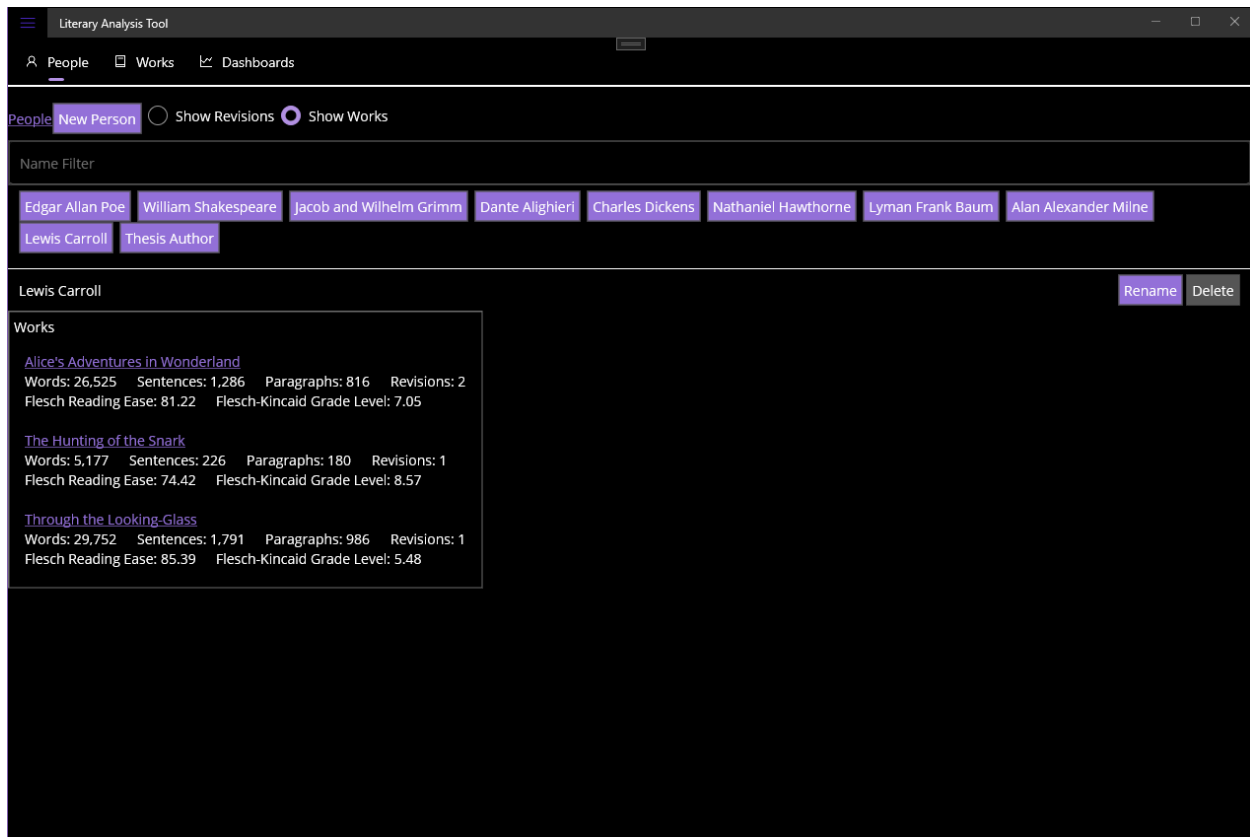 Literary Analysis Tool
People Works Dashboards
People New Person Show Revisions Show Works
Name Filter
Edgar Allan Poe William Shakespeare Jacob and Wilhelm Grimm Dante Alighieri Charles Dickens Nathaniel Hawthorne Lyman Frank Baum Alan Alexander Milne
Lewis Carroll Thesis Author
Lewis Carroll Rename Delete
Works
Alice's Adventures in Wonderland
Words: 26,525 Sentences: 1,286 Paragraphs: 816 Revisions: 2
Flesch Reading Ease: 81.22 Flesch-Kincaid Grade Level: 7.05
The Hunting of the Snark
Words: 5,177 Sentences: 226 Paragraphs: 180 Revisions: 1
Flesch Reading Ease: 74.42 Flesch-Kincaid Grade Level: 8.57
Through the Looking-Glass
Words: 29,752 Sentences: 1,791 Paragraphs: 986 Revisions: 1
Flesch Reading Ease: 85.39 Flesch-Kincaid Grade Level: 5.48